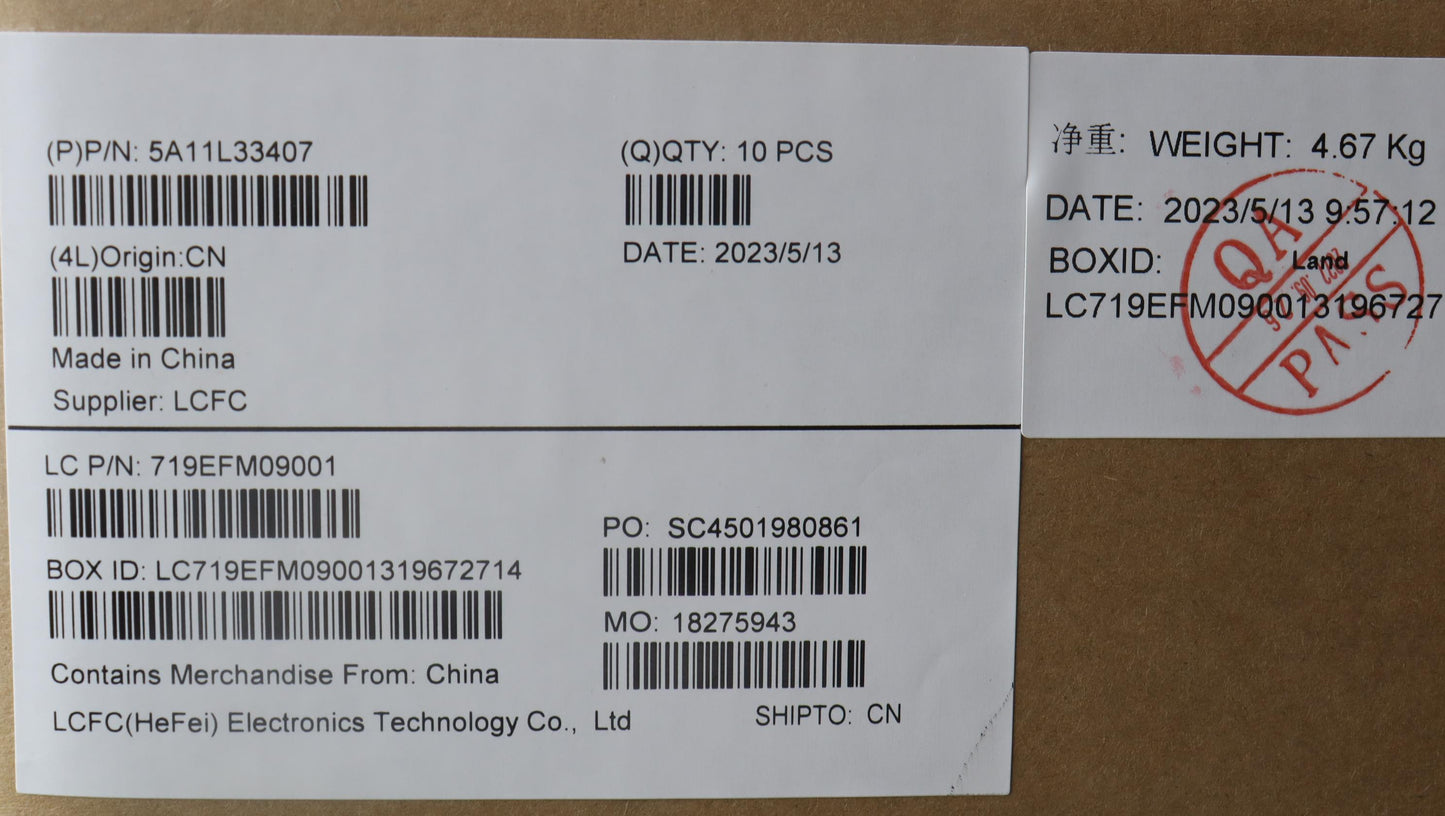 (P)P/N: 5A11L33407
(Q)QTY: 10 PCS
(4L)Origin:CN
DATE: 2023/5/13
Made in China
Supplier: LCFC
LC P/N: 719EFM09001
PO: SC4501980861
BOX ID: LC719EFM09001319672714
MO: 18275943
Contains Merchandise From: China
LCFC(HeFei) Electronics Technology Co., Ltd
SHIPTO: CN
净重: WEIGHT: 4.67 Kg
DATE: 2023/5/13 9:57:12
BOXID: Land
LC719EFM090013196727
QA
PASS